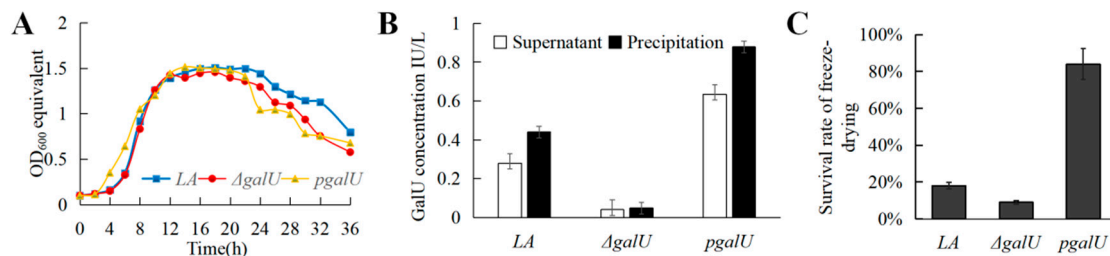 A
OD600 equivalent
2
1.5
1
0.5
0
LA
ΔgalU
pgalU
0 4 8 12 16 20 24 28 32 36
Time(h)
B
GalU concentration IU/L
1
0.8
0.6
0.4
0.2
0
Supernatant Precipitation
LA ΔgalU pgalU
C
Survival rate of freeze-
drying
100%
80%
60%
40%
20%
0%
LA ΔgalU pgalU